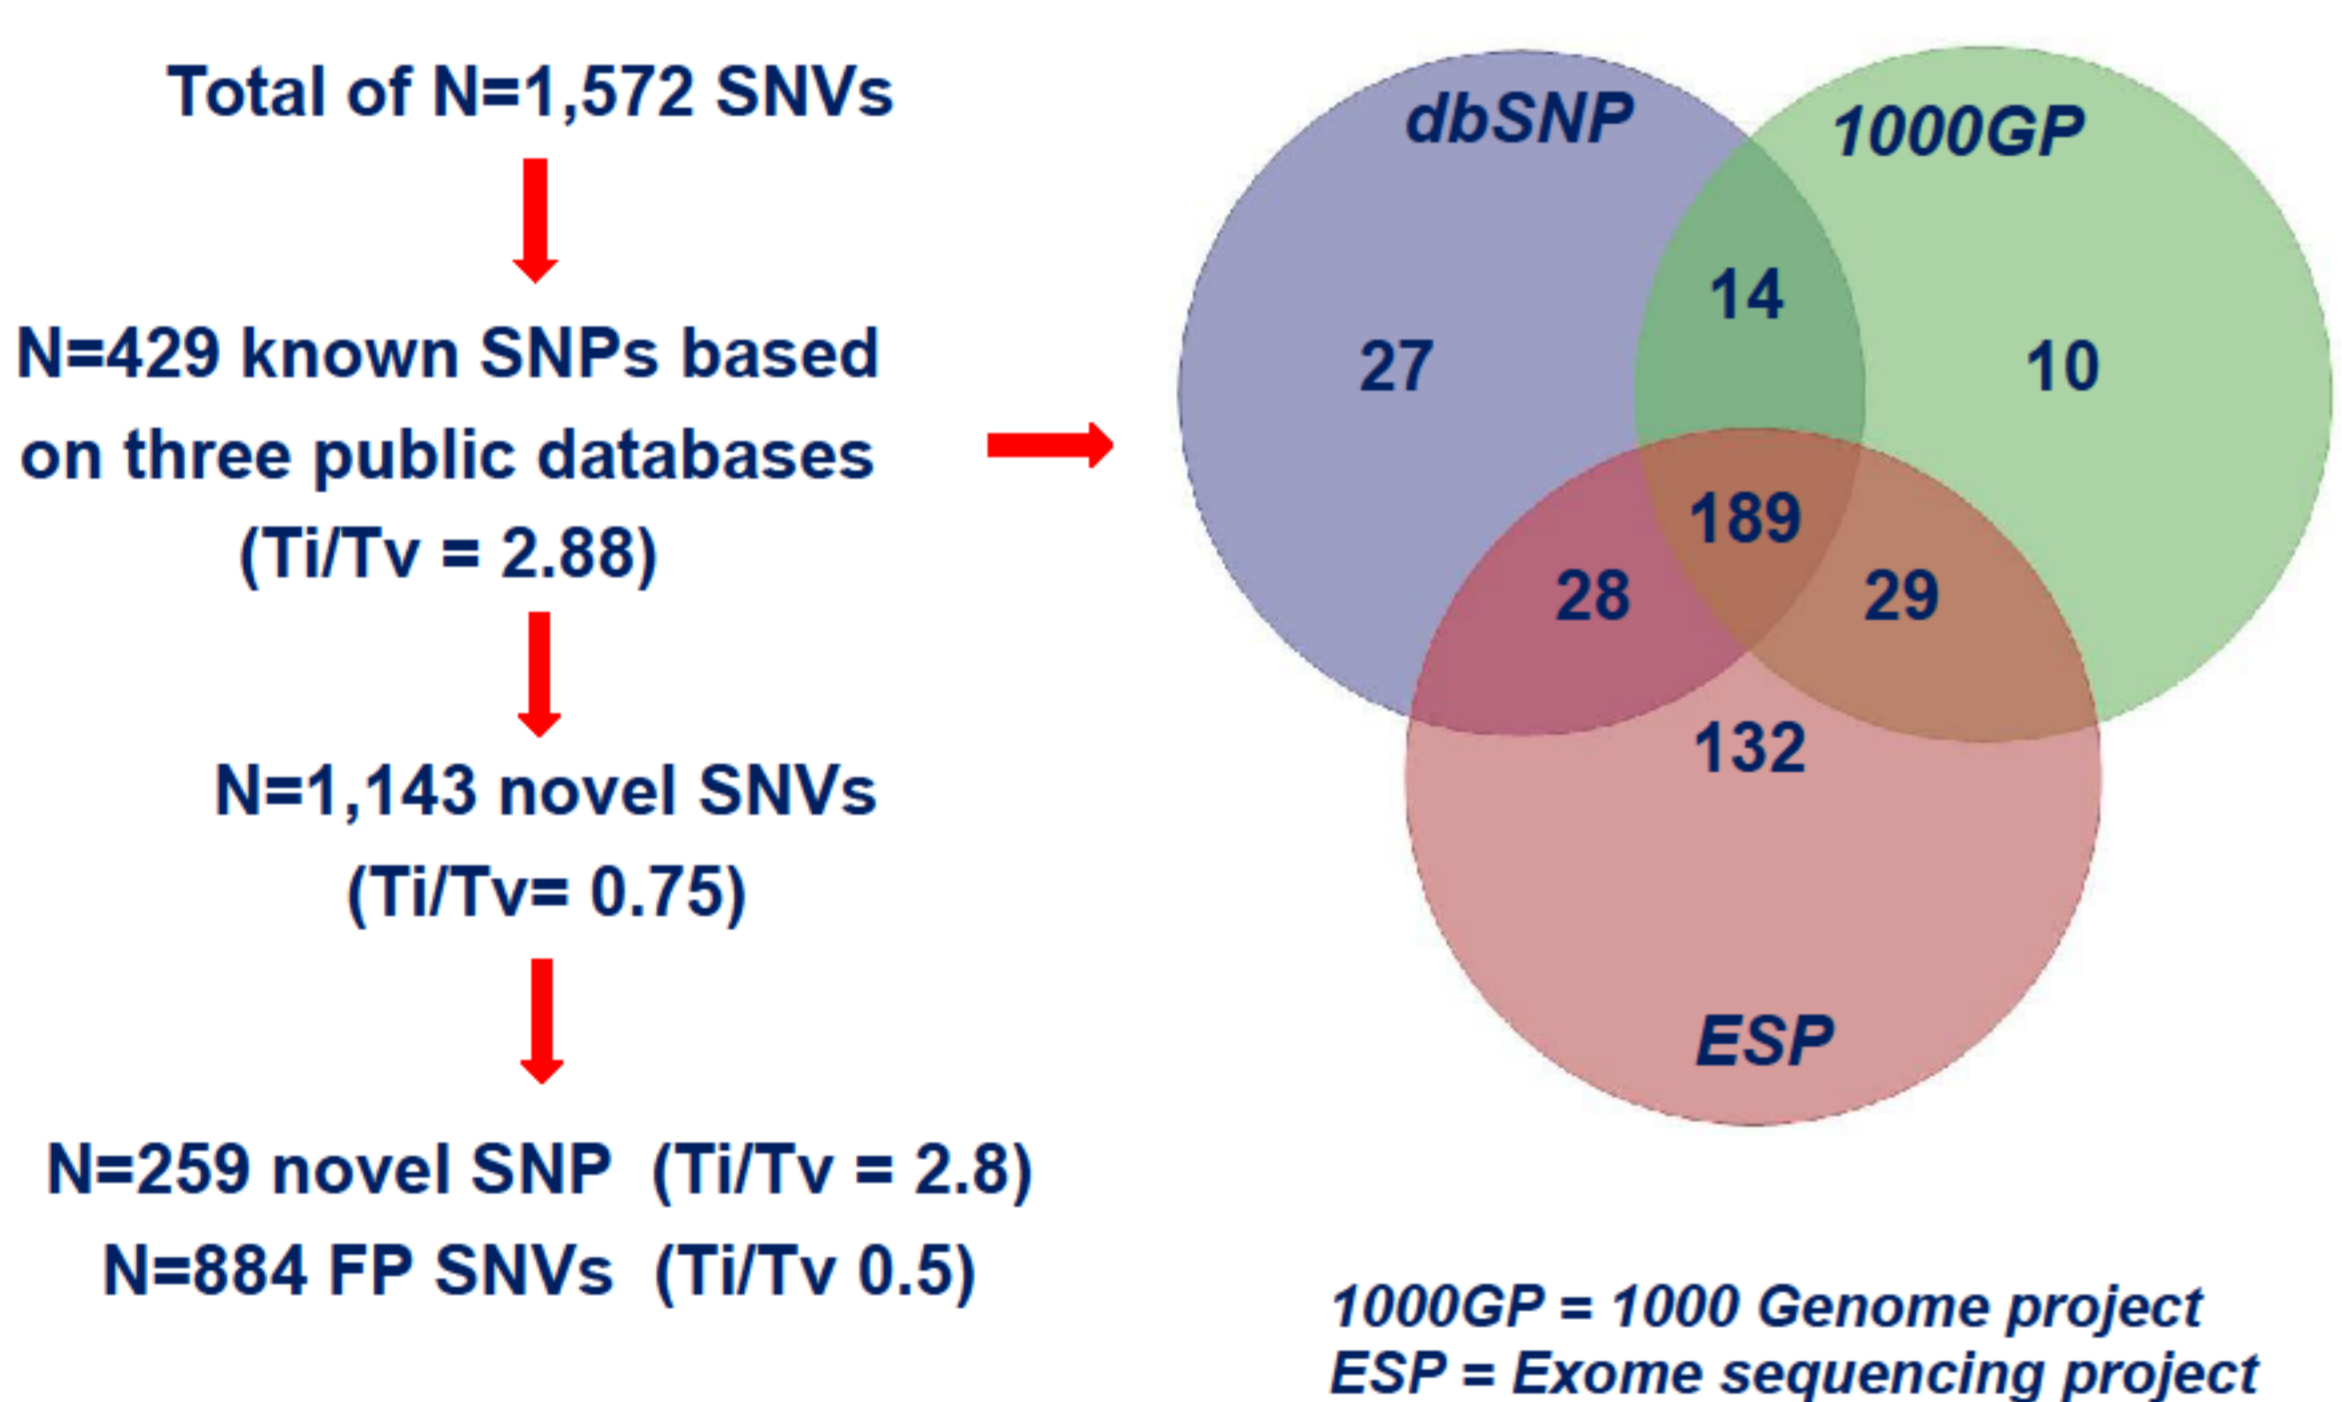 Total of N=1,572 SNVs
N=429 known SNPs based
on three public databases
(Ti/Tv = 2.88)
N=1,143 novel SNVs
(Ti/Tv= 0.75)
N=259 novel SNP  (Ti/Tv = 2.8)
N=884 FP SNVs  (Ti/Tv 0.5)
dbSNP
1000GP
14
27
10
189
28
29
132
ESP
1000GP = 1000 Genome project
ESP = Exome sequencing project